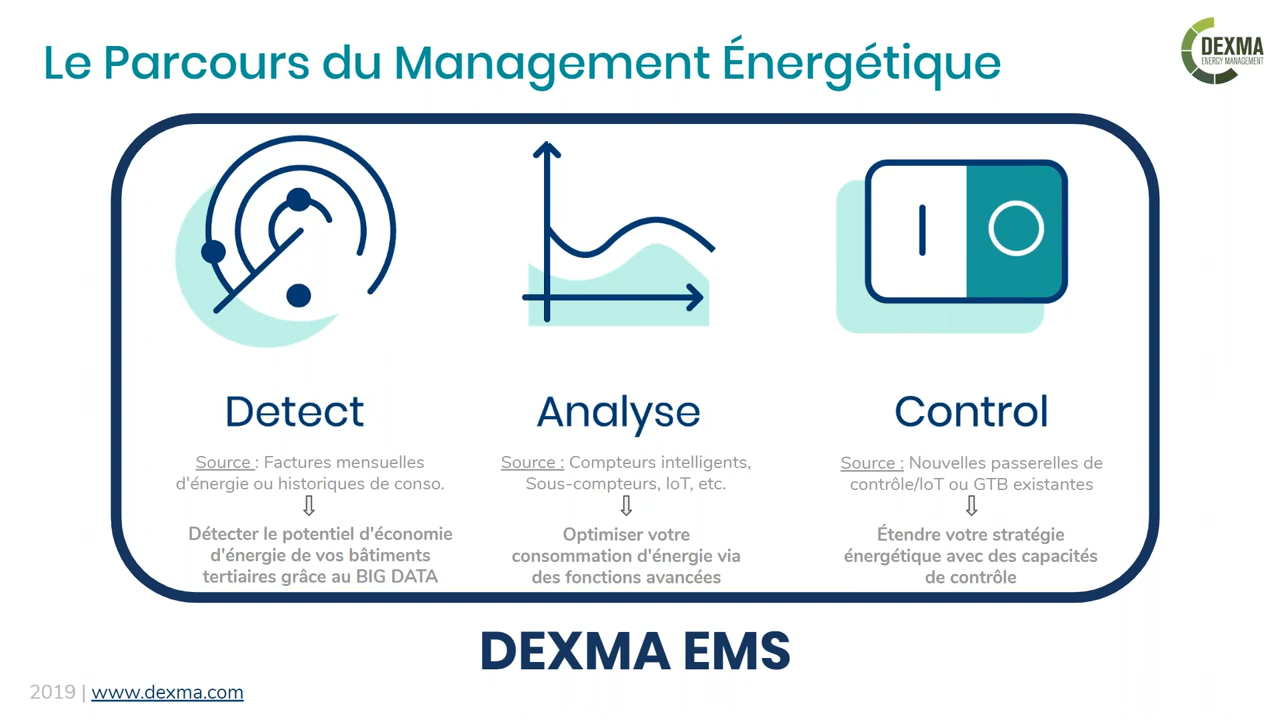 Le Parcours du Management Énergétique
DEXMA
ENERGY MANAGEMENT
Detect
Source : Factures mensuelles
d'énergie ou historiques de conso.
Détecter le potentiel d'économie
d'énergie de vos bâtiments
tertiaires grâce au BIG DATA
Analyse
Source : Compteurs intelligents,
Sous-compteurs, IoT, etc.
Optimiser votre
consommation d'énergie via
des fonctions avancées
Control
Source : Nouvelles passerelles de
contrôle/IoT ou GTB existantes
Étendre votre stratégie
énergétique avec des capacités
de contrôle
DEXMA EMS
2019 | www.dexma.com